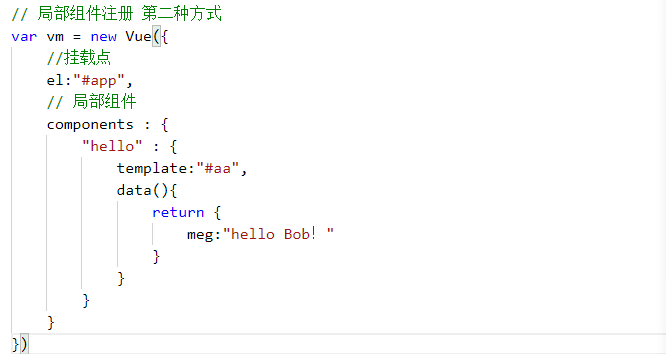 // 局部组件注册 第二种方式
var vm = new Vue({
    //挂载点
    el:"#app",
    // 局部组件
    components : {
        "hello" : {
            template:"#aa",
            data(){
                return {
                    meg:"hello Bob！"
                }
            }
        }
    }
})